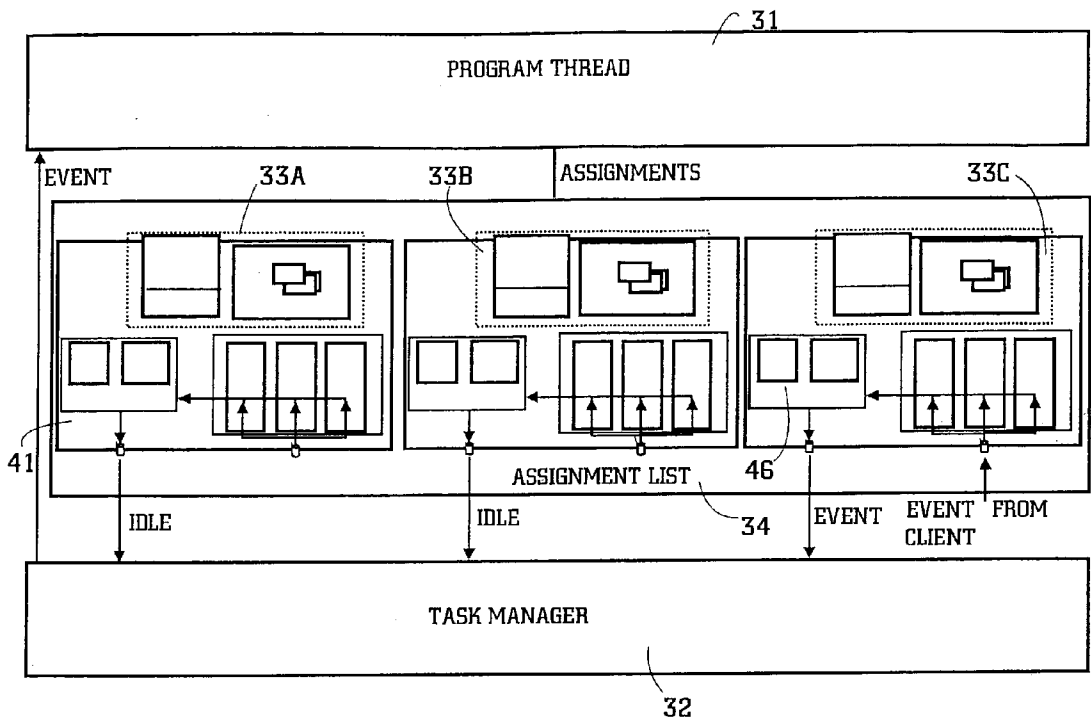 31
PROGRAM THREAD
EVENT
33A
33B
ASSIGNMENTS
33C
41
ASSIGNMENT LIST
46
34
IDLE
IDLE
EVENT
EVENT FROM
CLIENT
TASK MANAGER
32